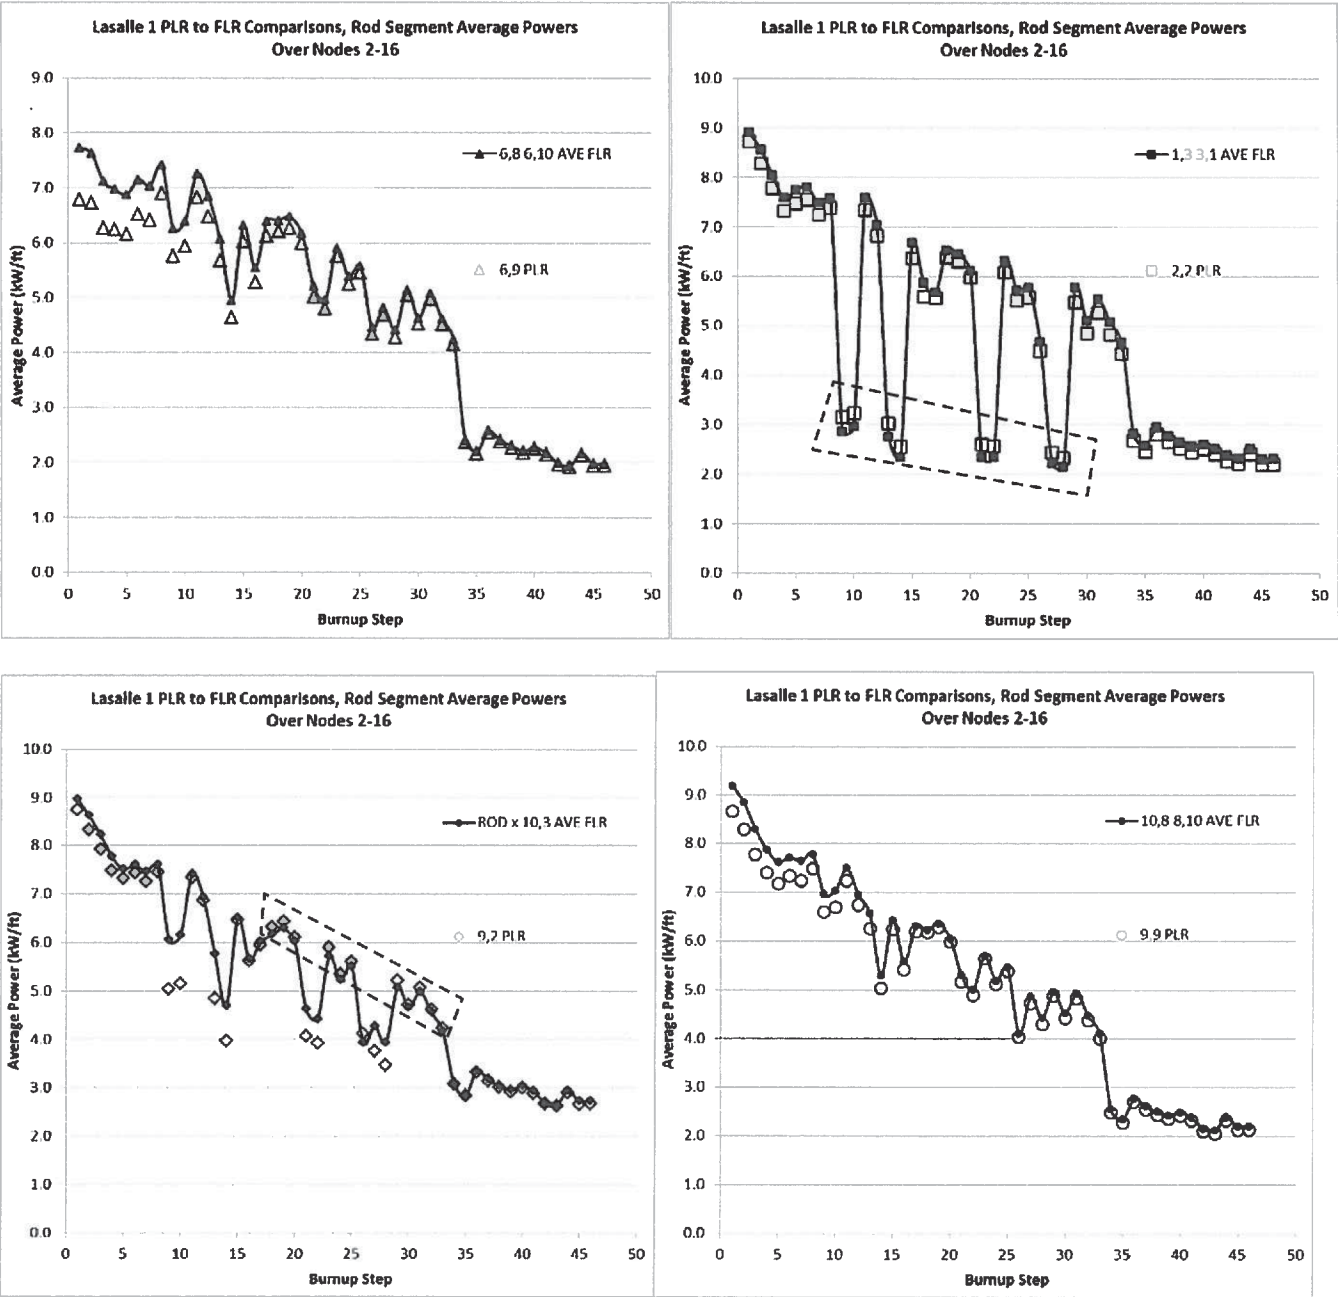 Lasalle 1 PLR to FLR Comparisons, Rod Segment Average Powers
Over Nodes 2-16
9.0
8.0
7.0
6.0
5.0
4.0
3.0
2.0
1.0
0.0
Average Power (kW/ft)
6,8 6,10 AVE FLR
6,9 PLR
0 5 10 15 20 25 30 35 40 45 50
Burnup Step
Lasalle 1 PLR to FLR Comparisons, Rod Segment Average Powers
Over Nodes 2-16
10.0
9.0
8.0
7.0
6.0
5.0
4.0
3.0
2.0
1.0
0.0
Average Power (kW/ft)
1,3 3,1 AVE FLR
2,2 PLR
0 5 10 15 20 25 30 35 40 45 50
Burnup Step
Lasalle 1 PLR to FLR Comparisons, Rod Segment Average Powers
Over Nodes 2-16
10.0
9.0
8.0
7.0
6.0
5.0
4.0
3.0
2.0
1.0
0.0
Average Power (kW/ft)
ROD x 10,3 AVE FLR
9,2 PLR
0 5 10 15 20 25 30 35 40 45 50
Burnup Step
Lasalle 1 PLR to FLR Comparisons, Rod Segment Average Powers
Over Nodes 2-16
10.0
9.0
8.0
7.0
6.0
5.0
4.0
3.0
2.0
1.0
0.0
Average Power (kW/ft)
10,8 8,10 AVE FLR
9,9 PLR
0 5 10 15 20 25 30 35 40 45 50
Burnup Step